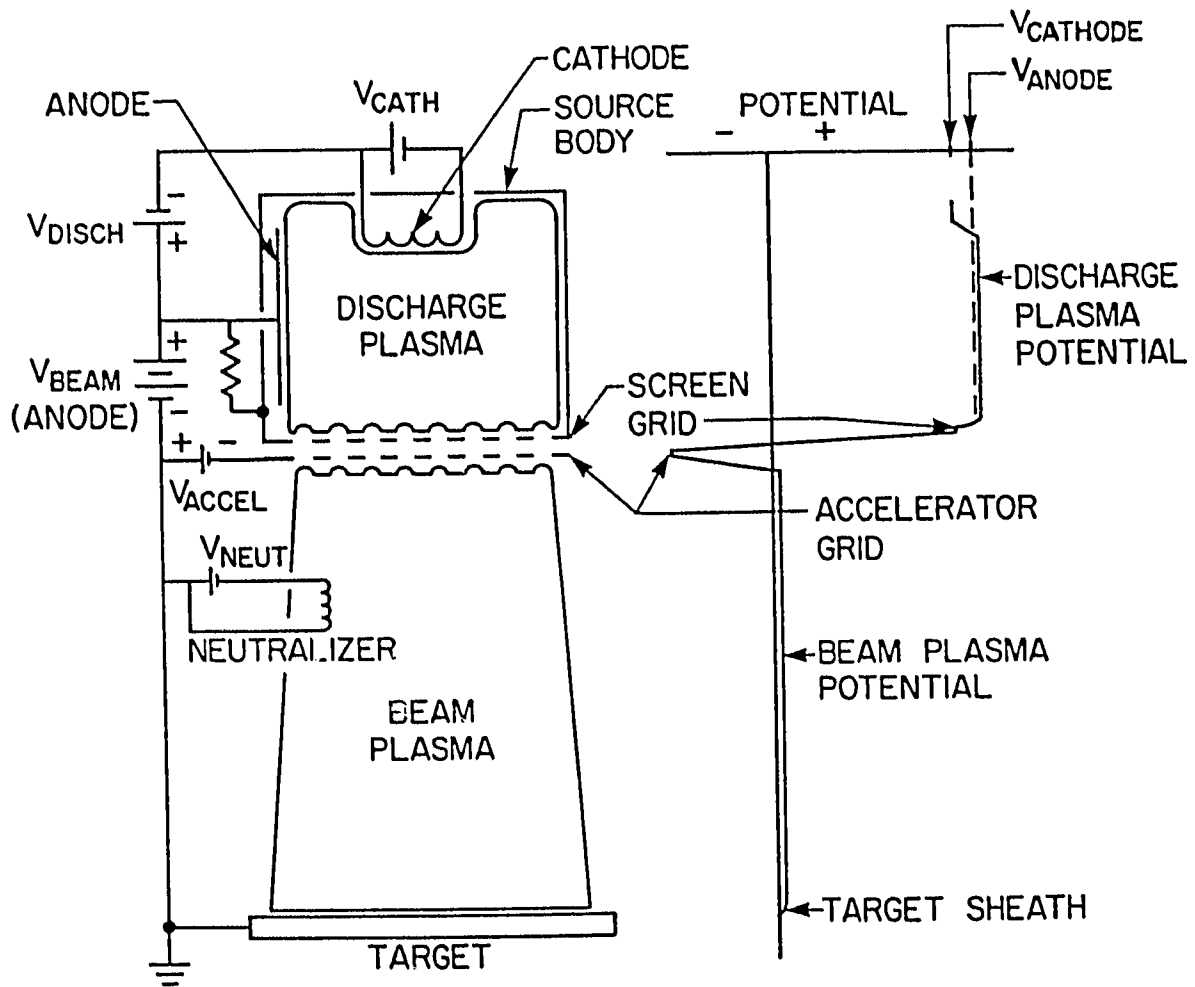 VCATHODE
CATHODE
VANODE
ANODE
VCATH
SOURCE
BODY
POTENTIAL
- +
-
VDISCH
+
DISCHARGE
PLASMA
DISCHARGE
PLASMA
POTENTIAL
+
VBEAM
(ANODE)
-
SCREEN
GRID
+ -
VACCEL
ACCELERATOR
GRID
VNEUT
NEUTRALIZER
BEAM PLASMA
POTENTIAL
BEAM
PLASMA
TARGET SHEATH
TARGET